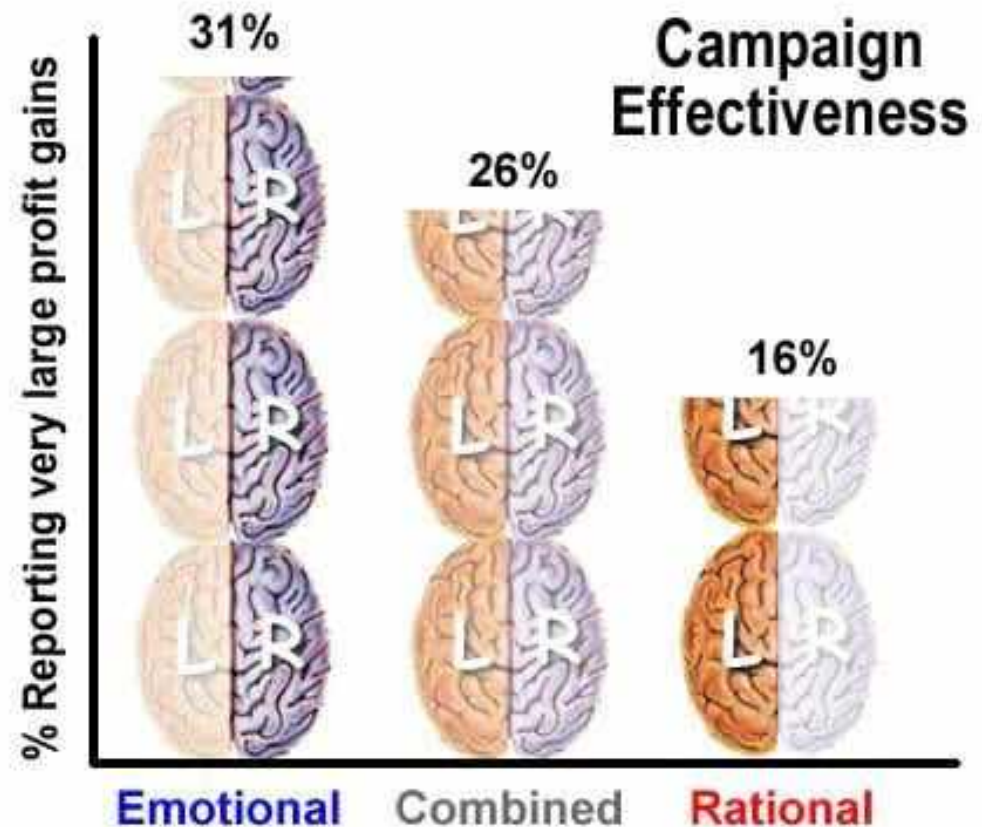 Campaign
Effectiveness
% Reporting very large profit gains
31%
26%
16%
L R
L R
L R
L R
L R
L R
L R
L R
Emotional
Combined
Rational